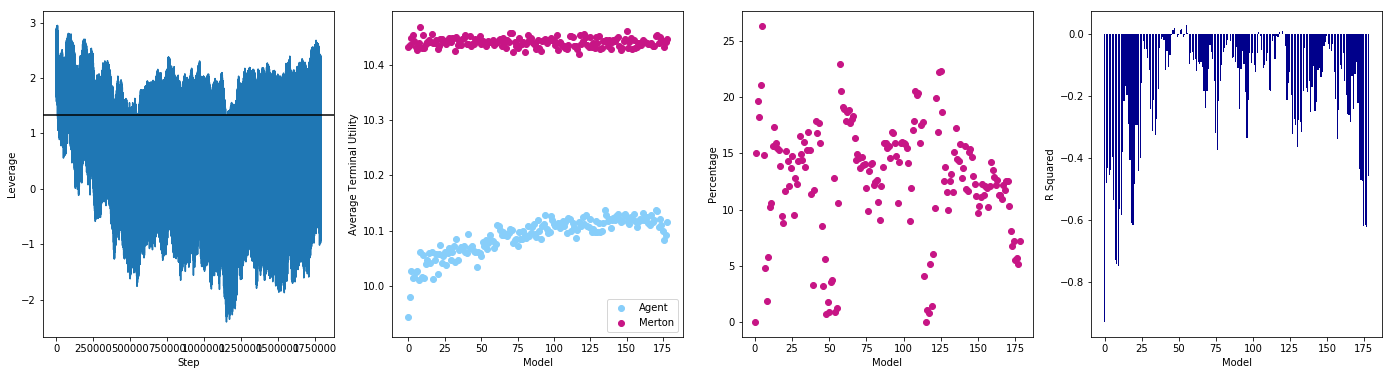 3
2
1
0
−1
−2
Leverage
0
250000
500000
750000
1000000
1250000
1500000
1750000
Step
10.4
10.3
10.2
10.1
10.0
Average Terminal Utility
Agent
Merton
0 25 50 75 100 125 150 175
Model
25
20
15
10
5
0
Percentage
0 25 50 75 100 125 150 175
Model
0.0
−0.2
−0.4
−0.6
−0.8
R Squared
0 25 50 75 100 125 150 175
Model